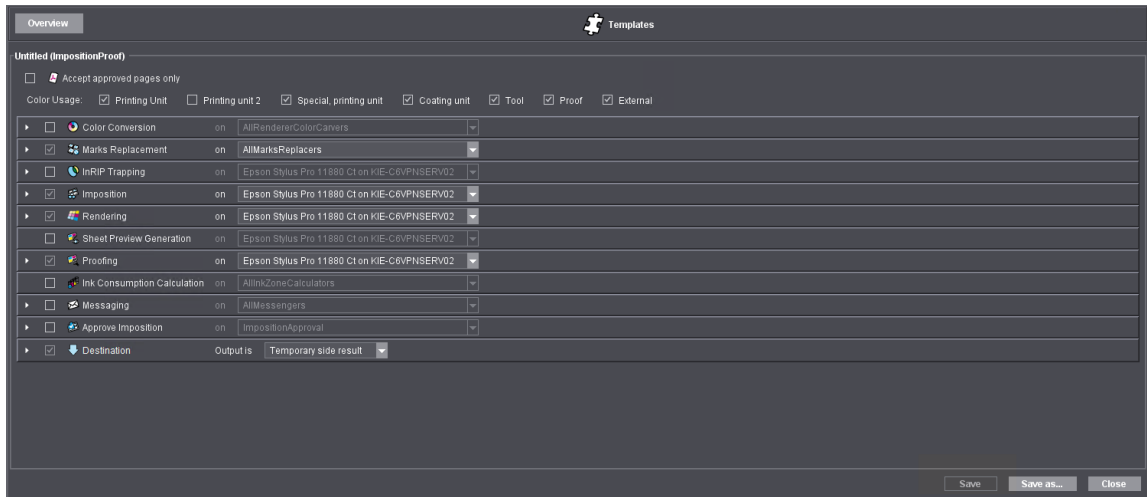 Overview
Templates
Untitled (ImpositionProof)
Accept approved pages only
Color Usage: Printing Unit Printing unit 2 Special, printing unit Coating unit Tool Proof External
Color Conversion on AllRendererColorCarvers
Marks Replacement on AllMarksReplacers
InRIP Trapping on Epson Stylus Pro 11880 Ct on KIE-C6VPNSERV02
Imposition on Epson Stylus Pro 11880 Ct on KIE-C6VPNSERV02
Rendering on Epson Stylus Pro 11880 Ct on KIE-C6VPNSERV02
Sheet Preview Generation on Epson Stylus Pro 11880 Ct on KIE-C6VPNSERV02
Proofing on Epson Stylus Pro 11880 Ct on KIE-C6VPNSERV02
Ink Consumption Calculation on AllInkZoneCalculators
Messaging on AllMessengers
Approve Imposition on ImpositionApproval
Destination Output is Temporary side result
Save Save as... Close